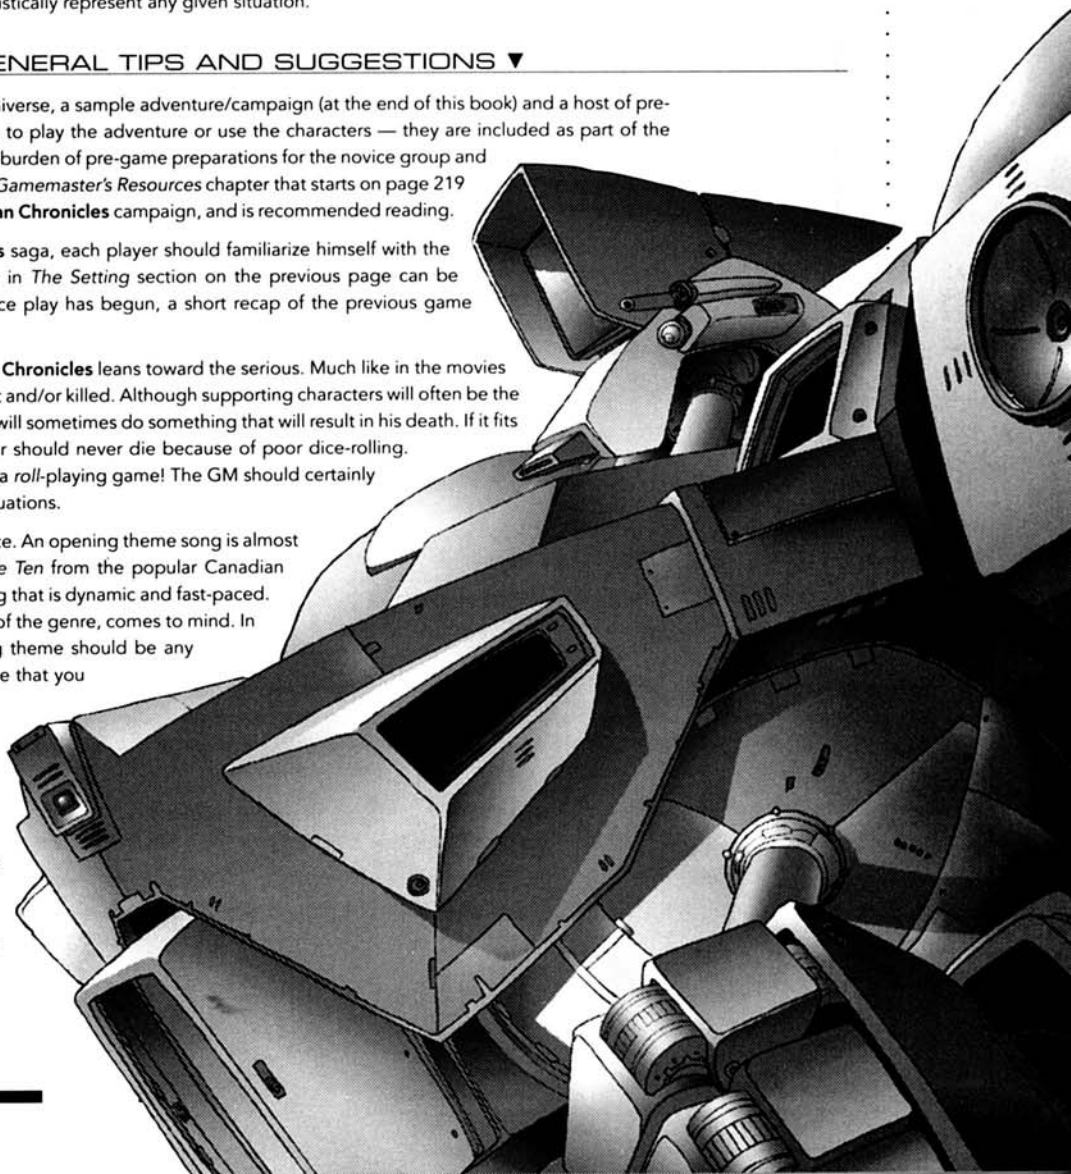 istically represent any given situation.
ENERAL TIPS AND SUGGESTIONS ▼
iverse, a sample adventure/campaign (at the end of this book) and a host of pre-
to play the adventure or use the characters — they are included as part of the
burden of pre-game preparations for the novice group and
Gamemaster's Resources chapter that starts on page 219
n Chronicles campaign, and is recommended reading.
s saga, each player should familiarize himself with the
in The Setting section on the previous page can be
ce play has begun, a short recap of the previous game
Chronicles leans toward the serious. Much like in the movies
t and/or killed. Although supporting characters will often be the
will sometimes do something that will result in his death. If it fits
r should never die because of poor dice-rolling.
a roll-playing game! The GM should certainly
uations.
te. An opening theme song is almost
e Ten from the popular Canadian
g that is dynamic and fast-paced.
of the genre, comes to mind. In
g theme should be any
e that you